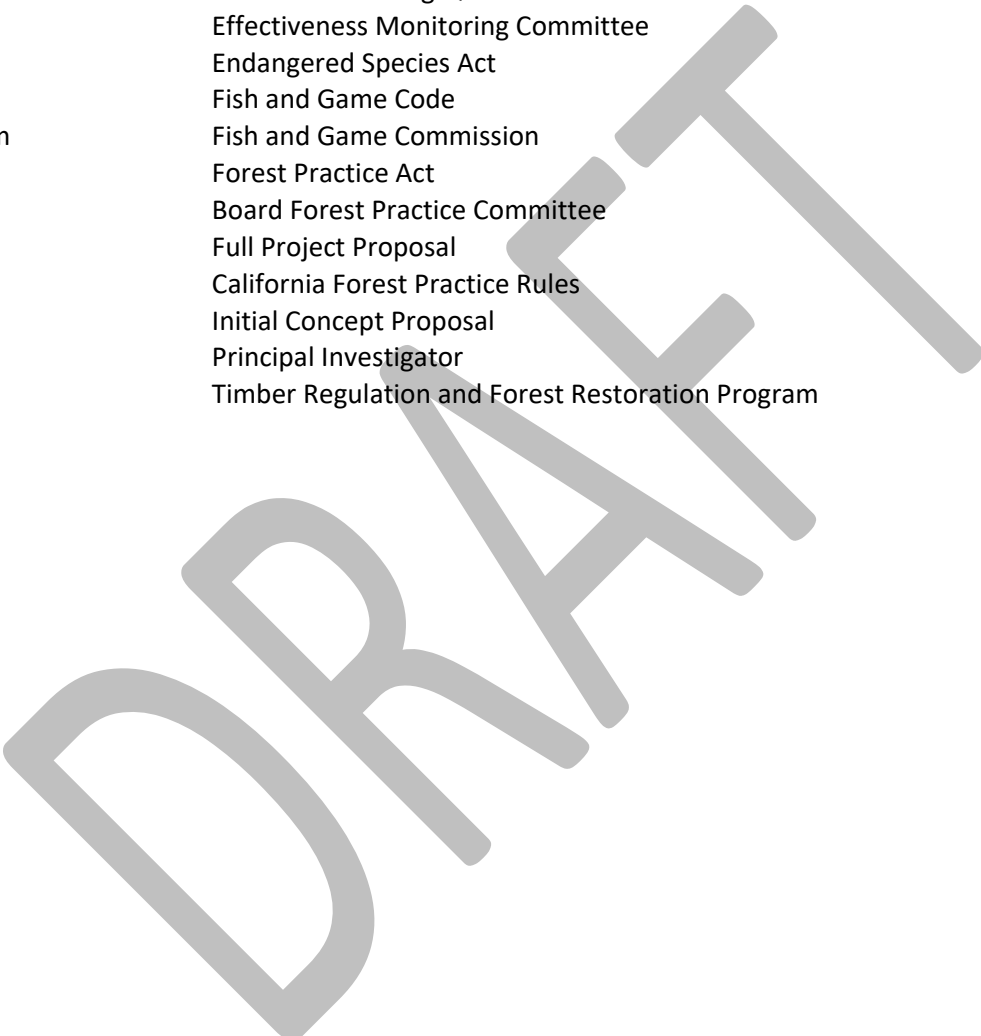 Effectiveness Monitoring Committee
Endangered Species Act
Fish and Game Code
Fish and Game Commission
Forest Practice Act
Board Forest Practice Committee
Full Project Proposal
California Forest Practice Rules
Initial Concept Proposal
Principal Investigator
Timber Regulation and Forest Restoration Program
DRAFT